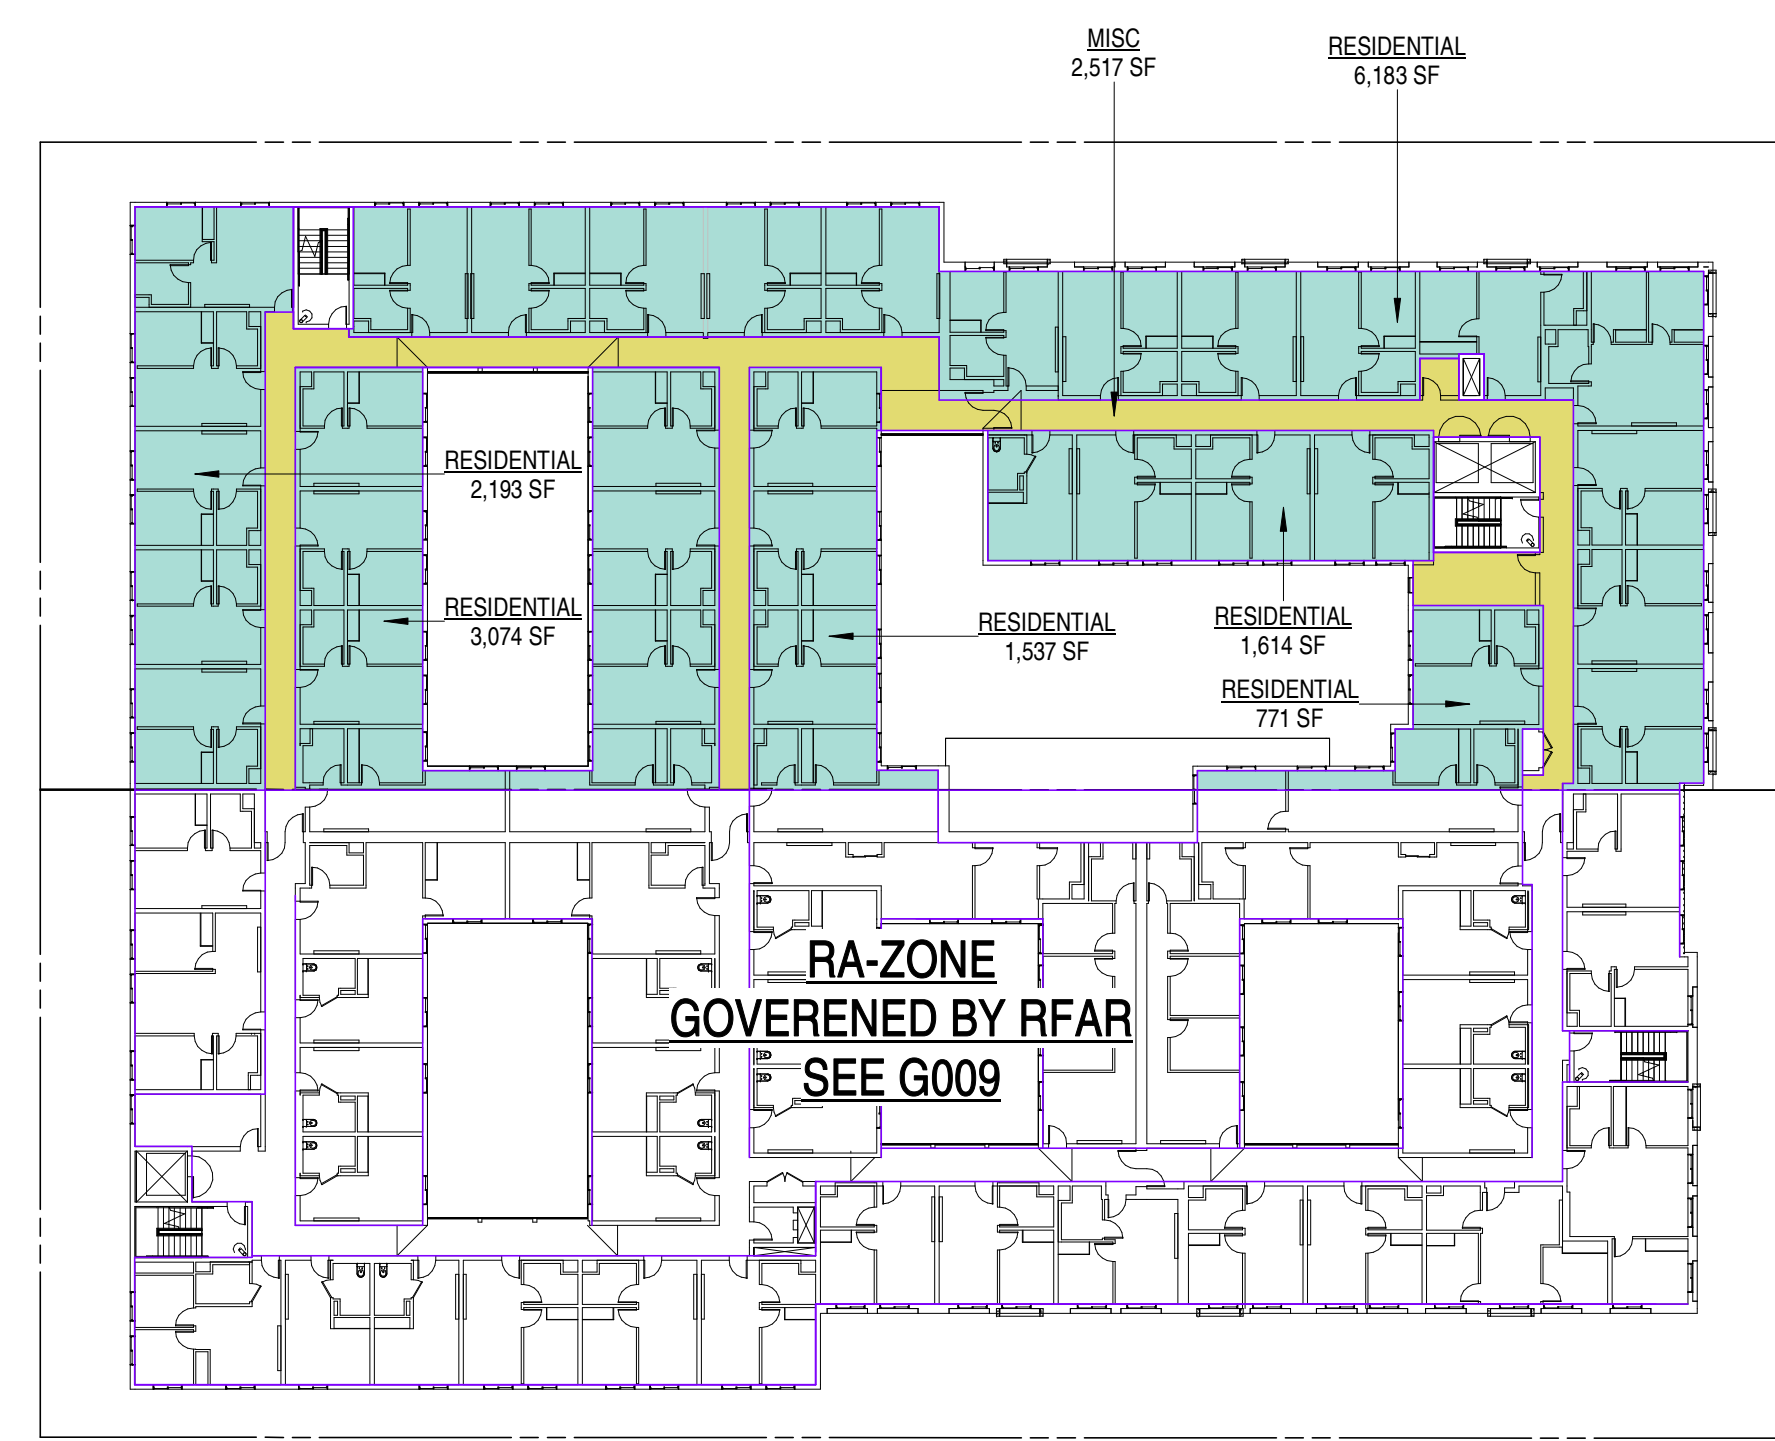 MISC
2,517 SF
RESIDENTIAL
6,183 SF
RESIDENTIAL
2,193 SF
RESIDENTIAL
3,074 SF
RESIDENTIAL
1,537 SF
RESIDENTIAL
1,614 SF
RESIDENTIAL
771 SF
RA-ZONE
GOVERENED BY RFAR
SEE G009